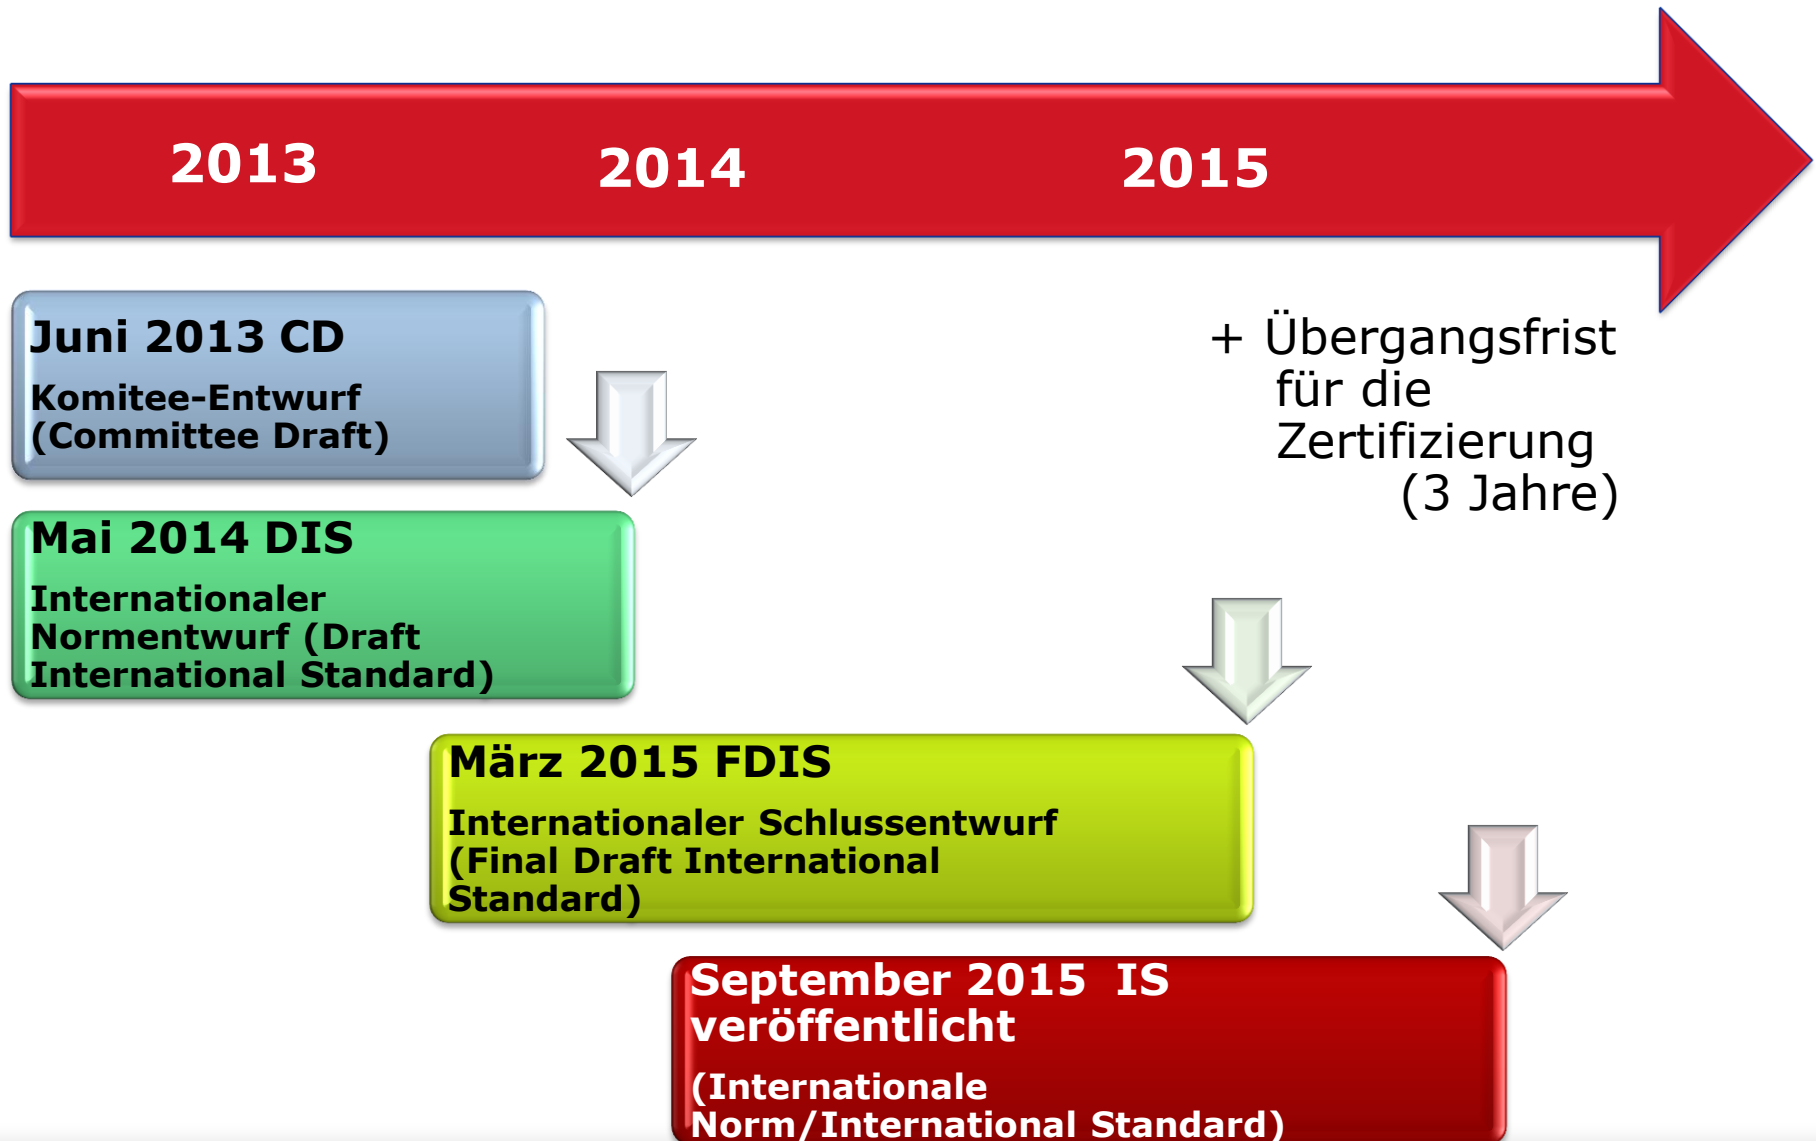 2013
2014
2015
Juni 2013 CD
Komitee-Entwurf
(Committee Draft)
+ Übergangsfrist
für die
Zertifizierung
(3 Jahre)
Mai 2014 DIS
Internationaler
Normentwurf (Draft
International Standard)
März 2015 FDIS
Internationaler Schlussentwurf
(Final Draft International
Standard)
September 2015 IS
veröffentlicht
(Internationale
Norm/International Standard)